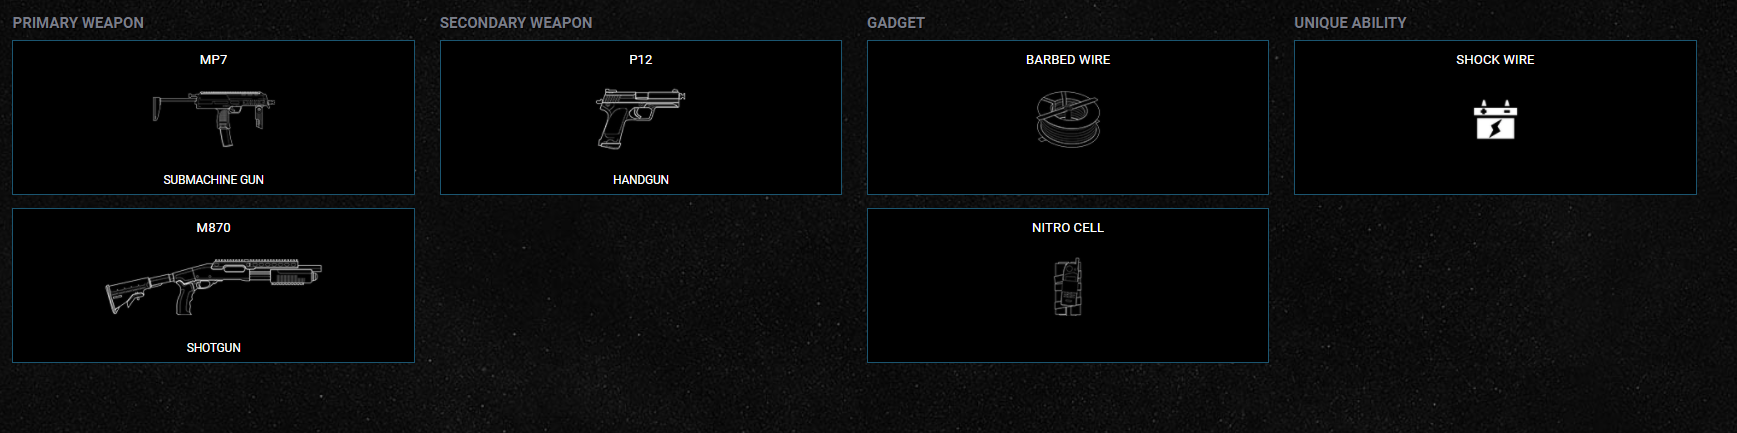 PRIMARY WEAPON
SECONDARY WEAPON
GADGET
UNIQUE ABILITY
MP7
SUBMACHINE GUN
P12
HANDGUN
BARBED WIRE
SHOCK WIRE
M870
SHOTGUN
NITRO CELL